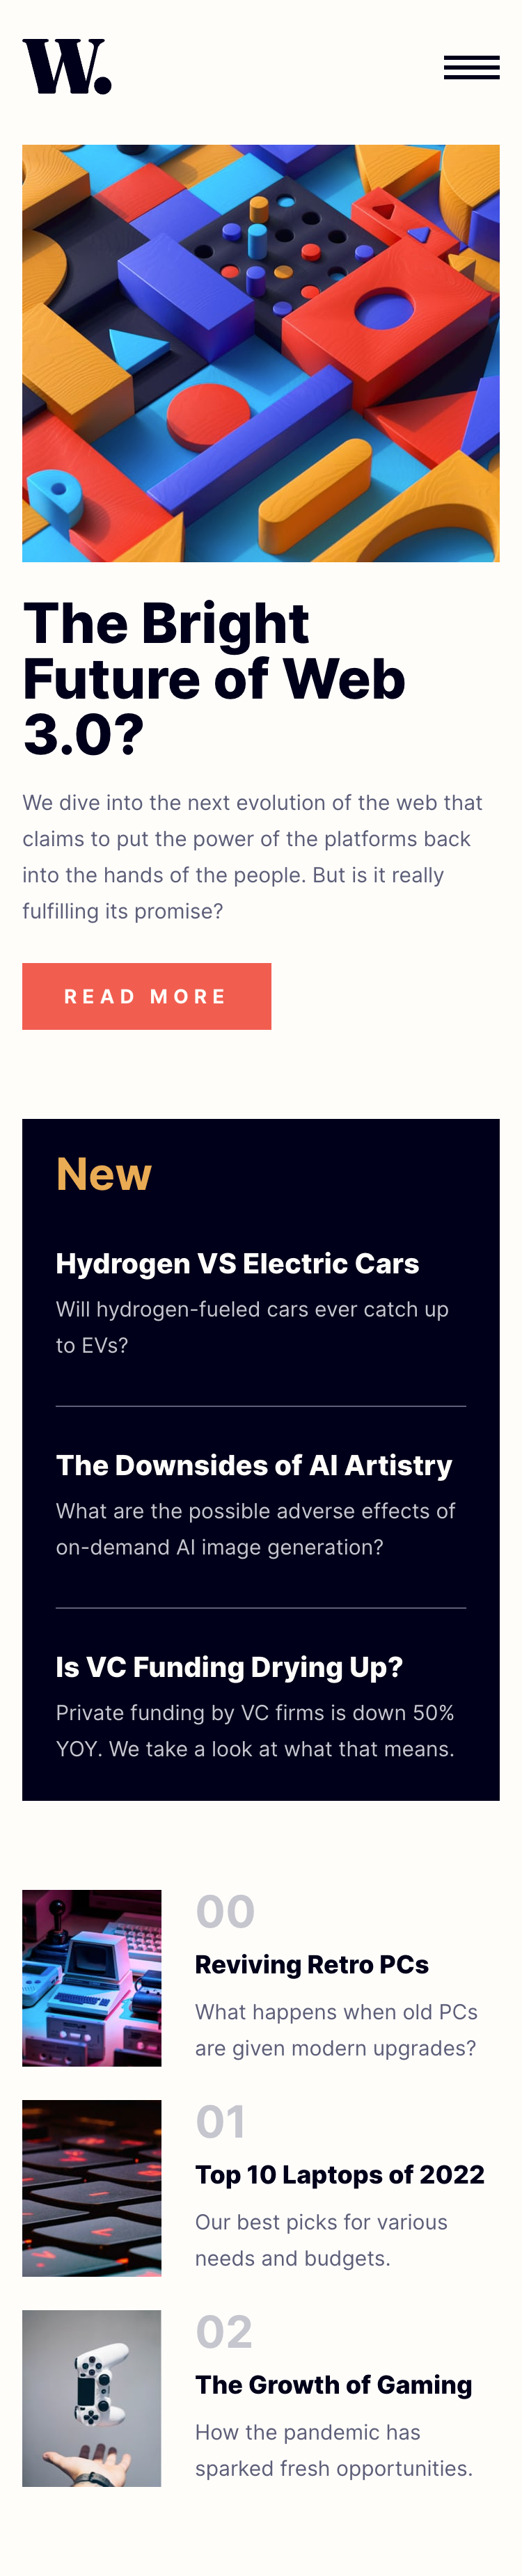 W.
The Bright
Future of Web
3.0?
We dive into the next evolution of the web that
claims to put the power of the platforms back
into the hands of the people. But is it really
fulfilling its promise?
READ MORE
New
Hydrogen VS Electric Cars
Will hydrogen-fueled cars ever catch up
to EVs?
The Downsides of AI Artistry
What are the possible adverse effects of
on-demand AI image generation?
Is VC Funding Drying Up?
Private funding by VC firms is down 50%
YOY. We take a look at what that means.
00
Reviving Retro PCs
What happens when old PCs
are given modern upgrades?
01
Top 10 Laptops of 2022
Our best picks for various
needs and budgets.
02
The Growth of Gaming
How the pandemic has
sparked fresh opportunities.